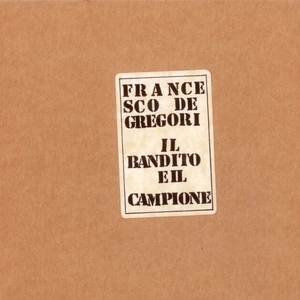 FRANCE
SCO DE
GREGORI
IL
BANDITO
E IL
CAMPIONE